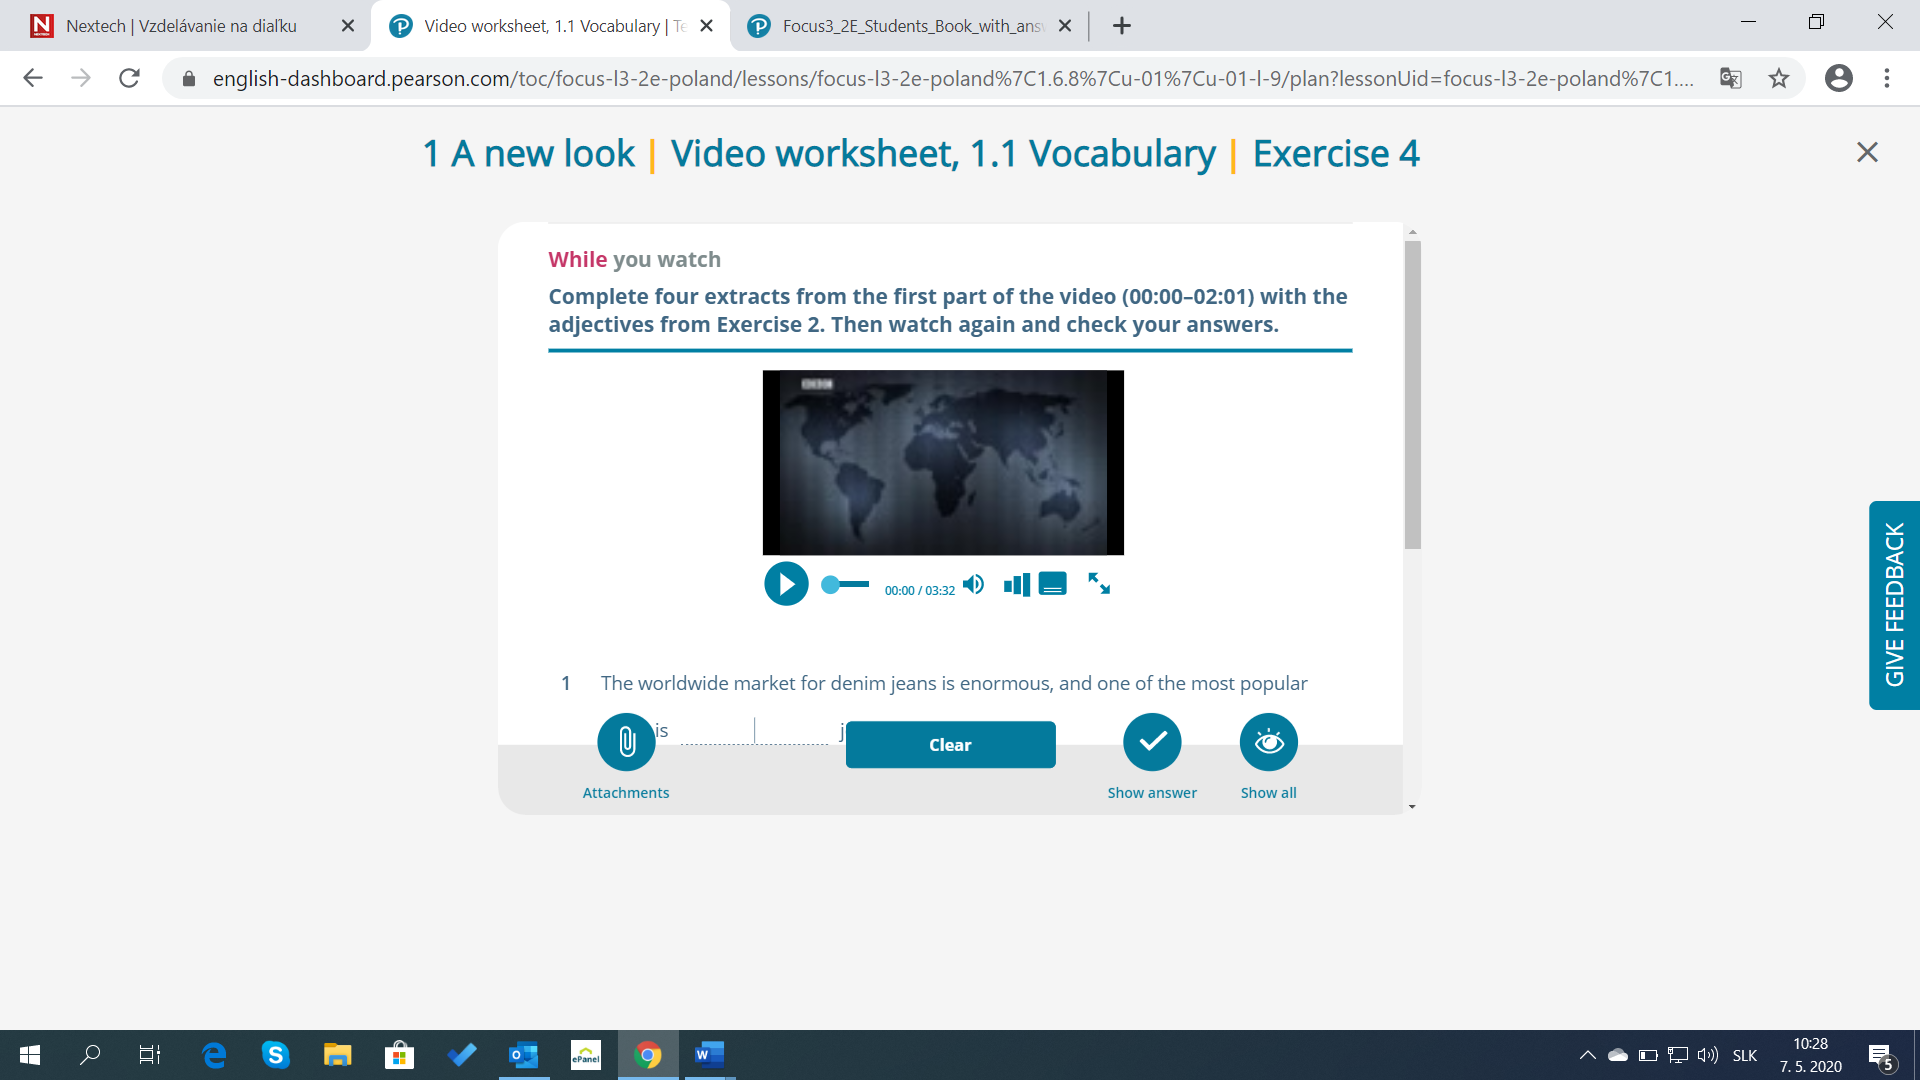 Nextech | Vzdelávanie na diaľku
Video worksheet, 1.1 Vocabulary | Te
Focus3_2E_Students_Book_with_answ
english-dashboard.pearson.com/toc/focus-l3-2e-poland/lessons/focus-l3-2e-poland%7C1.6.8%7Cu-01%7Cu-01-l-9/plan?lessonUid=focus-l3-2e-poland%7C1....
1 A new look | Video worksheet, 1.1 Vocabulary | Exercise 4
While you watch
Complete four extracts from the first part of the video (00:00–02:01) with the
adjectives from Exercise 2. Then watch again and check your answers.
BBC
00:00 / 03:32
1 The worldwide market for denim jeans is enormous, and one of the most popular
is j
Clear
Attachments
Show answer
Show all
GIVE FEEDBACK
ePanel
SLK
10:28
7. 5. 2020
5